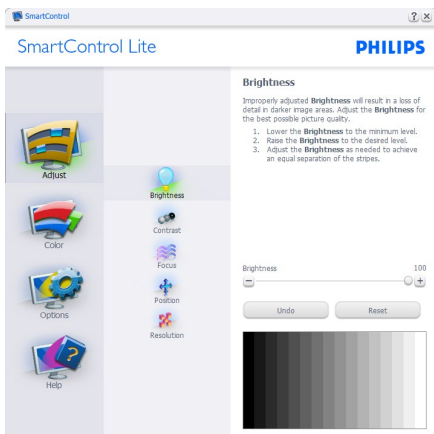 SmartControl
? x
SmartControl Lite
PHILIPS
Adjust
Color
Options
Help
Brightness
Contrast
Focus
Position
Resolution
Brightness
Improperly adjusted Brightness will result in a loss of
detail in darker image areas. Adjust the Brightness for
the best possible picture quality.
1. Lower the Brightness to the minimum level.
2. Raise the Brightness to the desired level.
3. Adjust the Brightness as needed to achieve
an equal separation of the stripes.
Brightness 100
Undo Reset